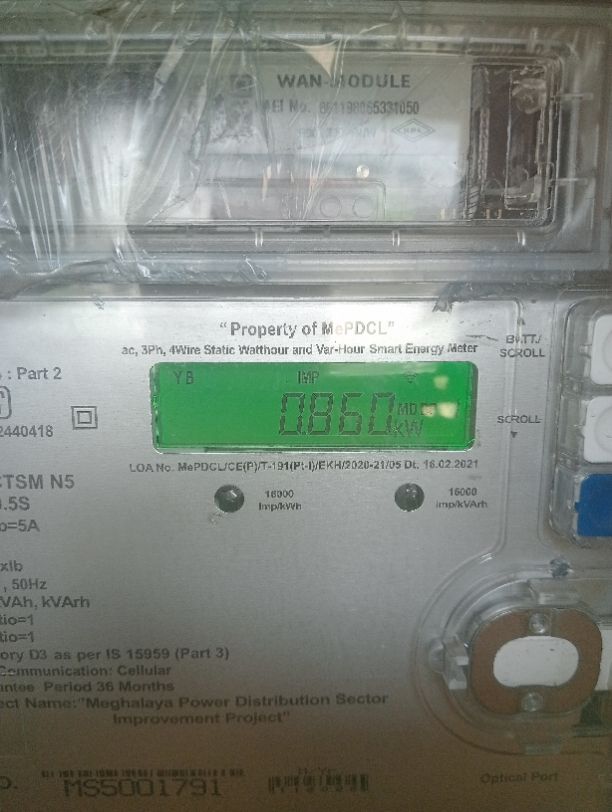 WAN-MODULE
"Property of MePDCL"
ac, 3Ph, 4Wire Static Watthour and Var-Hour Smart Energy Meter
BATT./
SCROLL
: Part 2
YB IMP
0.860 MD
kW
SCROLL
2440418
LOA No. MePDCL/CE(P)/T-191(Pt-I)/EKH/2020-21/05 Dt. 16.02.2021
CTSM N5
.5S
16000
imp/kWh
16000
imp/kVArh
=5A
xIb
, 50Hz
VAh, kVArh
tio=1
tio=1
ory D3 as per IS 15959 (Part 3)
Communication: Cellular
antee Period 36 Months
ect Name:"Meghalaya Power Distribution Sector
Improvement Project"
MS5001791
Optical Port